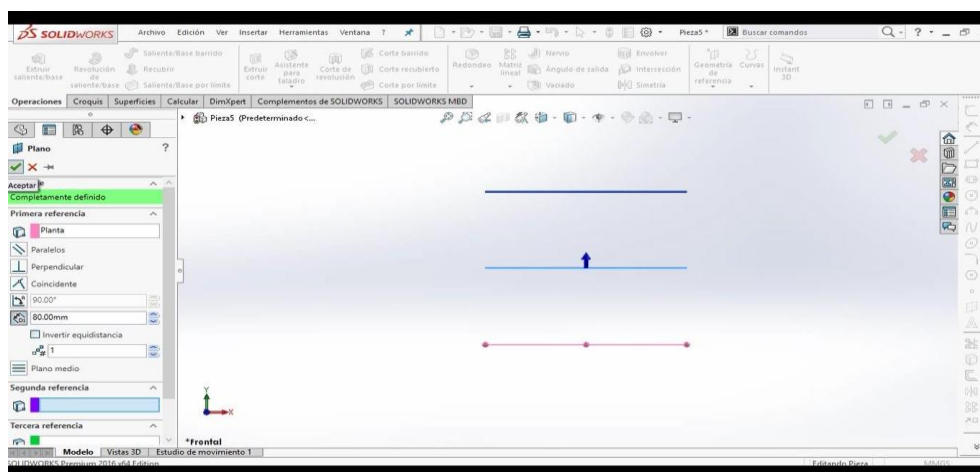 SOLIDWORKS Archivo Edición Ver Insertar Herramientas Ventana ? Pieza5 * Buscar comandos ?
Extruir saliente/base
Revolución de saliente/base
Saliente/Base barrido
Recubrir
Saliente/Base por límite
Extruir corte
Asistente para taladro
Corte de revolución
Corte barrido
Corte recubierto
Corte por límite
Redondeo
Matriz lineal
Nervio
Ángulo de salida
Vaciado
Envolver
Intersección
Simetría
Geometría de referencia
Curvas
Instant 3D
Operaciones Croquis Superficies Calcular DimXpert Complementos de SOLIDWORKS SOLIDWORKS MBD
Pieza5 (Predeterminado<...
Plano ?
Aceptar
Completamente definido
Primera referencia
Planta
Paralelos
Perpendicular
Coincidente
90.00°
80.00mm
Invertir equidistancia
1
Plano medio
Segunda referencia
Tercera referencia
Y
X
*Frontal
Modelo Vistas 3D Estudio de movimiento 1
SOLIDWORKS Premium 2016 x64 Edition Editando Pieza MMGS